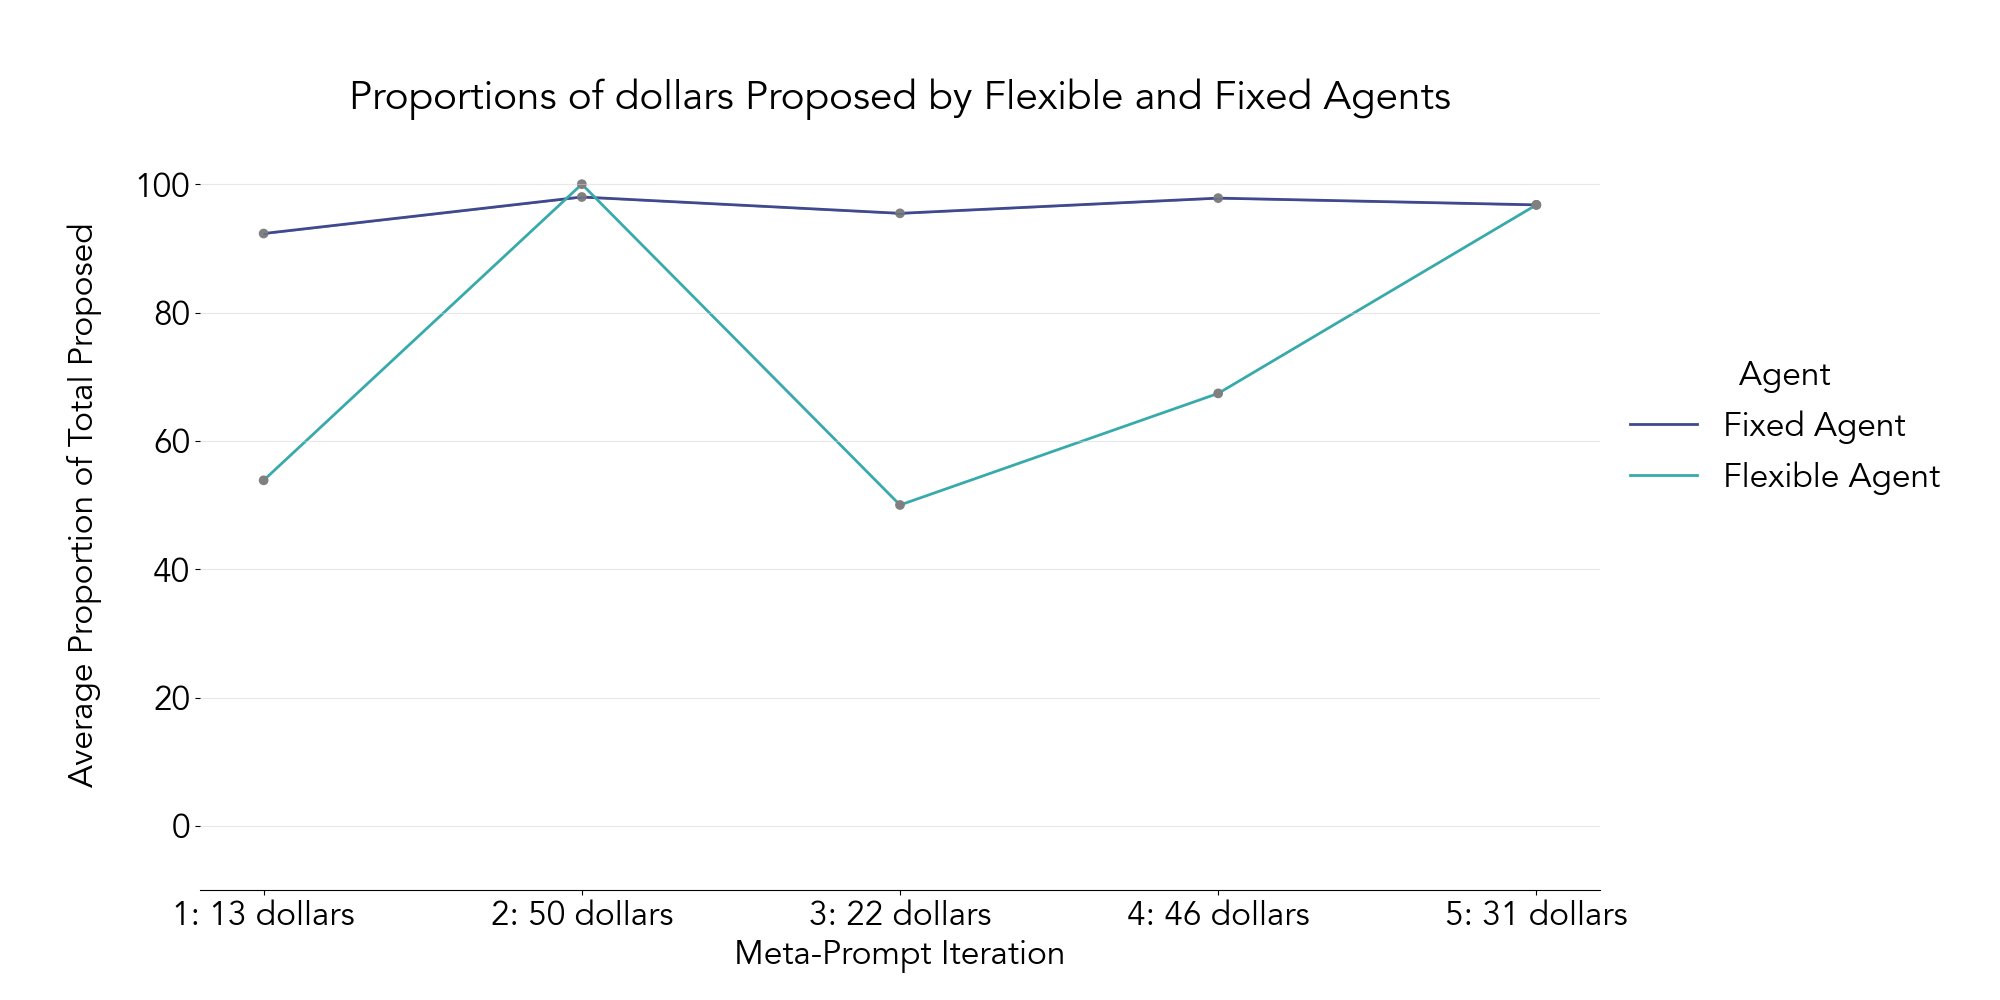 Proportions of dollars Proposed by Flexible and Fixed Agents
Average Proportion of Total Proposed
100
80
60
40
20
0
1: 13 dollars
2: 50 dollars
3: 22 dollars
4: 46 dollars
5: 31 dollars
Meta-Prompt Iteration
Agent
Fixed Agent
Flexible Agent